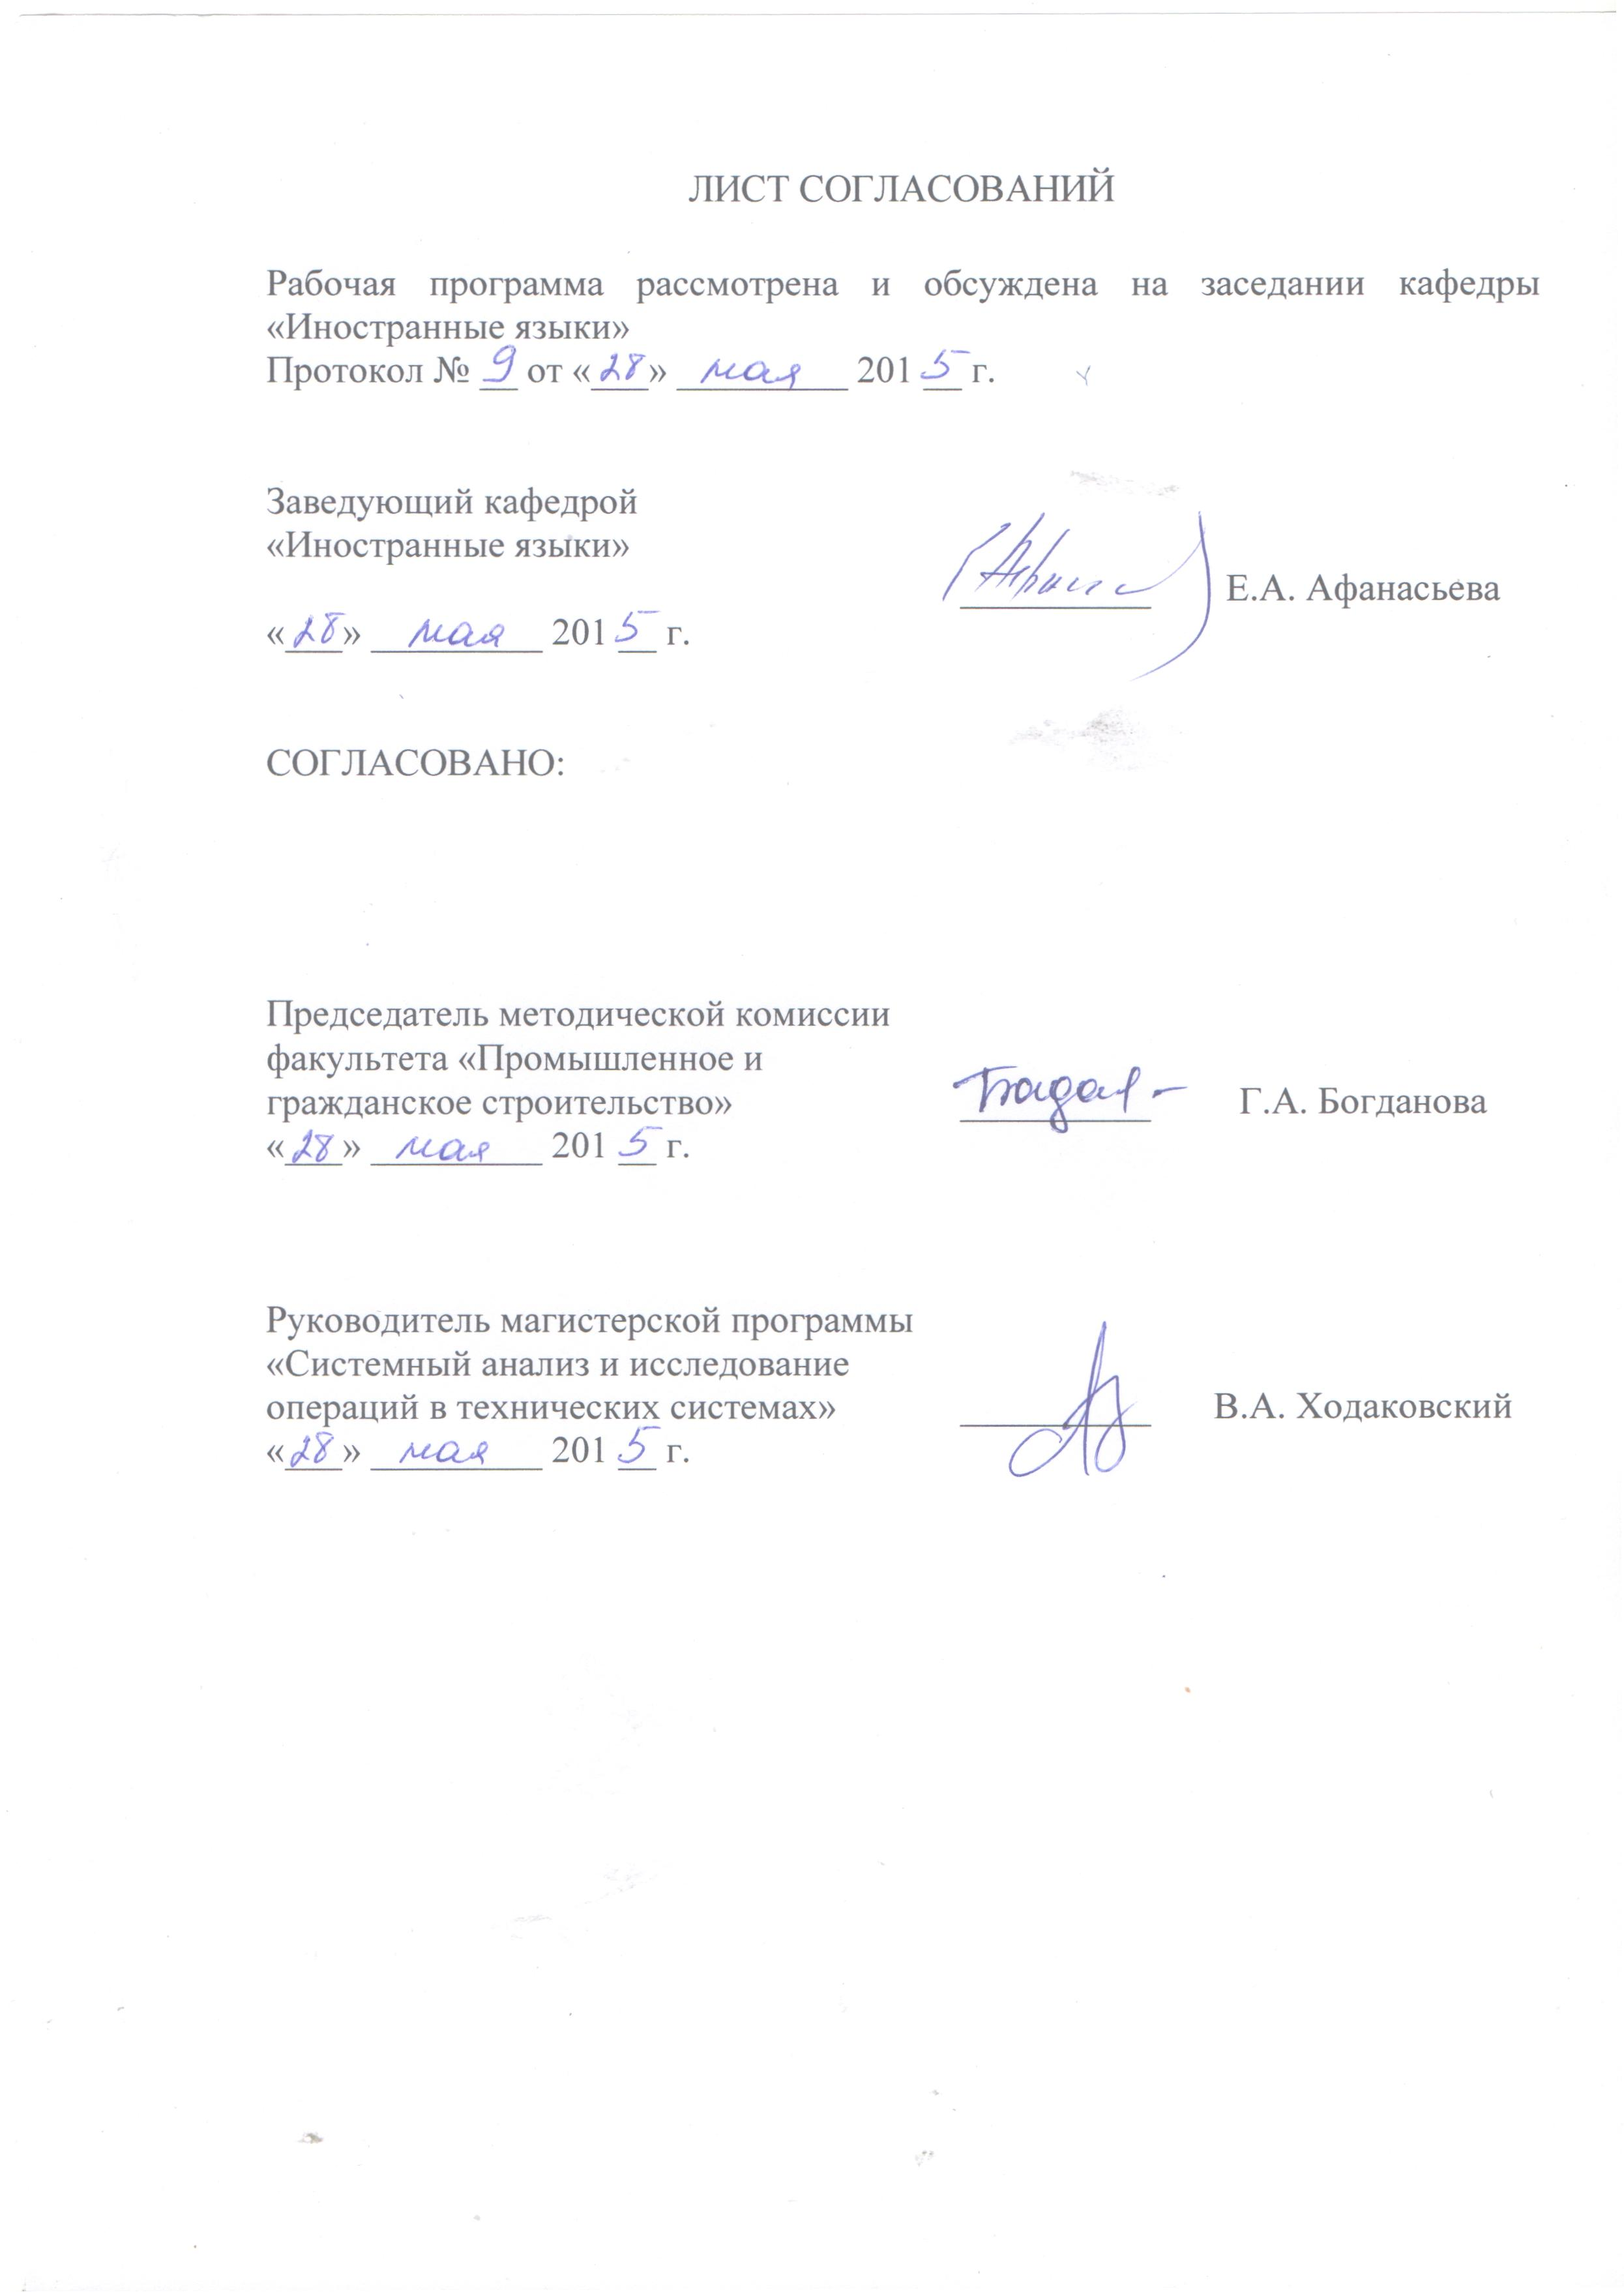 ЛИСТ СОГЛАСОВАНИЙ
Рабочая программа рассмотрена и обсуждена на заседании кафедры
«Иностранные языки»
Протокол № 9 от «28» мая 2015 г.
Заведующий кафедрой
«Иностранные языки»
Е.А. Афанасьева
«28» мая 2015 г.
СОГЛАСОВАНО:
Председатель методической комиссии
факультета «Промышленное и
гражданское строительство» Г.А. Богданова
«28» мая 2015 г.
Руководитель магистерской программы
«Системный анализ и исследование
операций в технических системах» В.А. Ходаковский
«28» мая 2015 г.